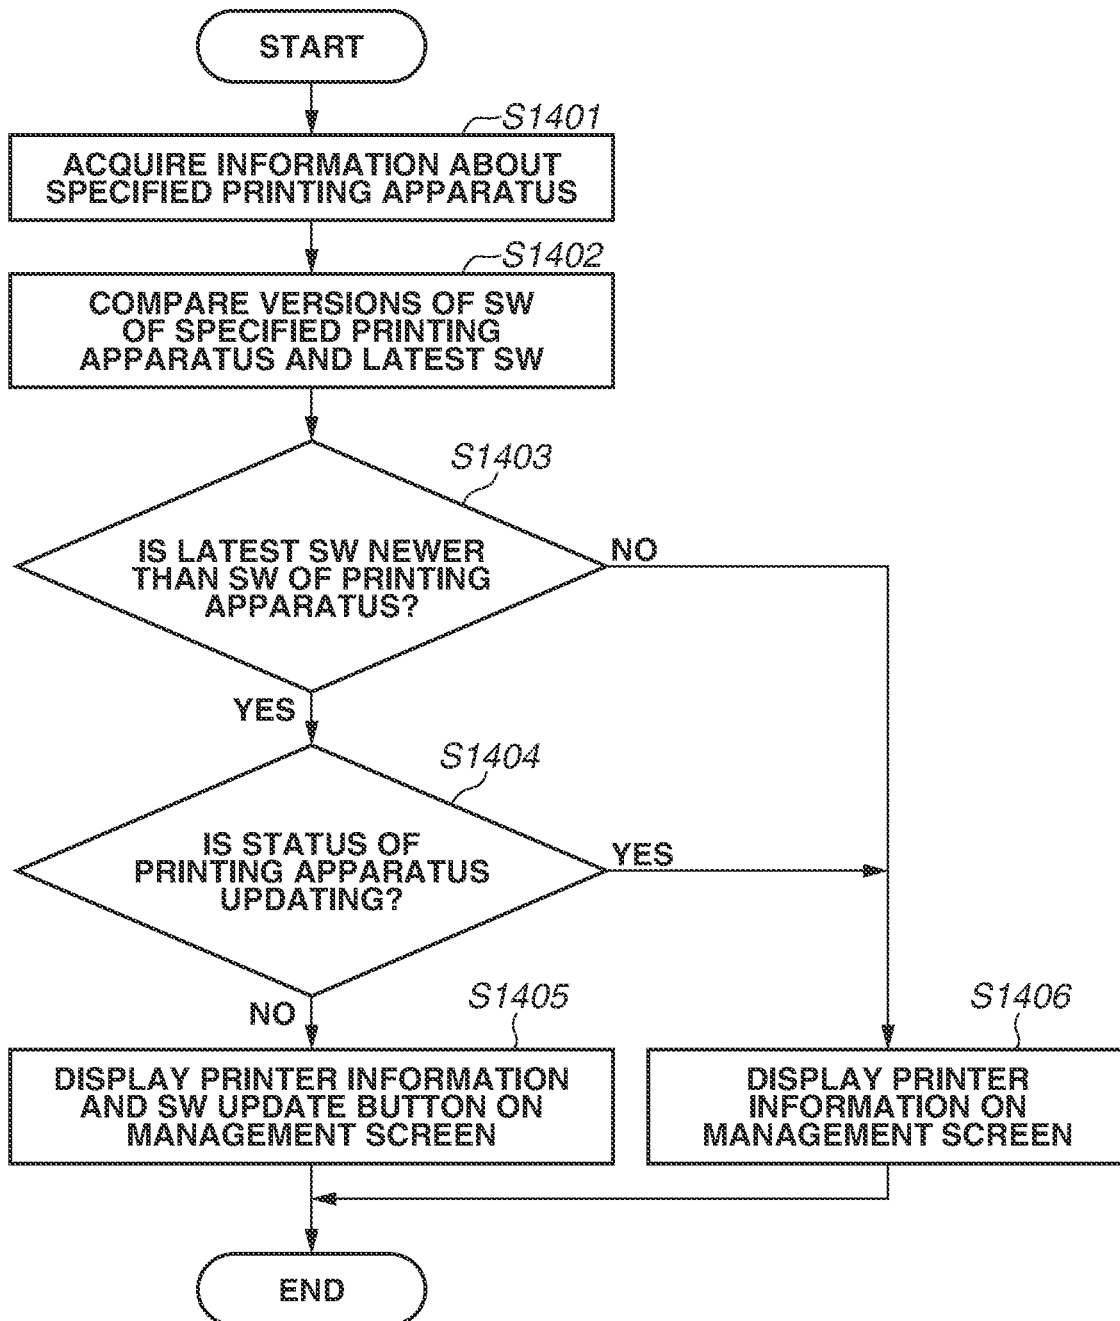 START
S1401
ACQUIRE INFORMATION ABOUT
SPECIFIED PRINTING APPARATUS
S1402
COMPARE VERSIONS OF SW
OF SPECIFIED PRINTING
APPARATUS AND LATEST SW
S1403
IS LATEST SW NEWER
THAN SW OF PRINTING
APPARATUS?
NO
YES
S1404
IS STATUS OF
PRINTING APPARATUS
UPDATING?
YES
NO
S1405
DISPLAY PRINTER INFORMATION
AND SW UPDATE BUTTON ON
MANAGEMENT SCREEN
S1406
DISPLAY PRINTER
INFORMATION ON
MANAGEMENT SCREEN
END